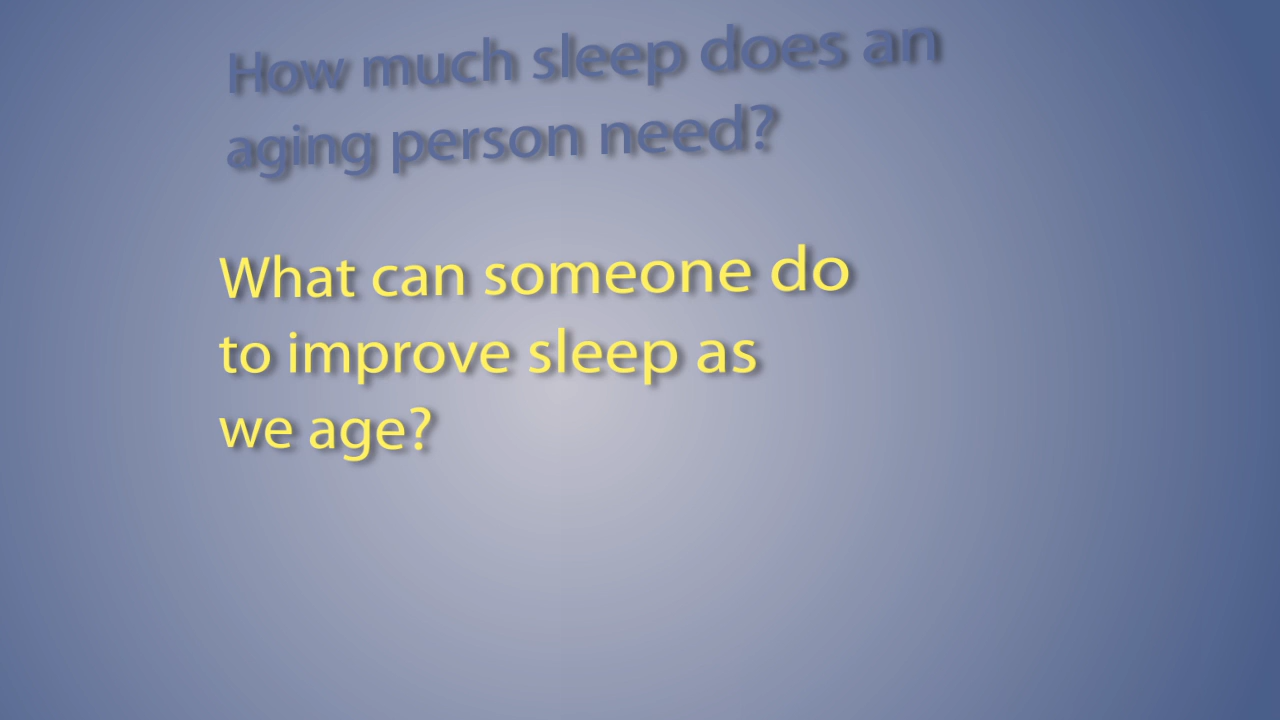 How much sleep does an
aging person need?
What can someone do
to improve sleep as
we age?